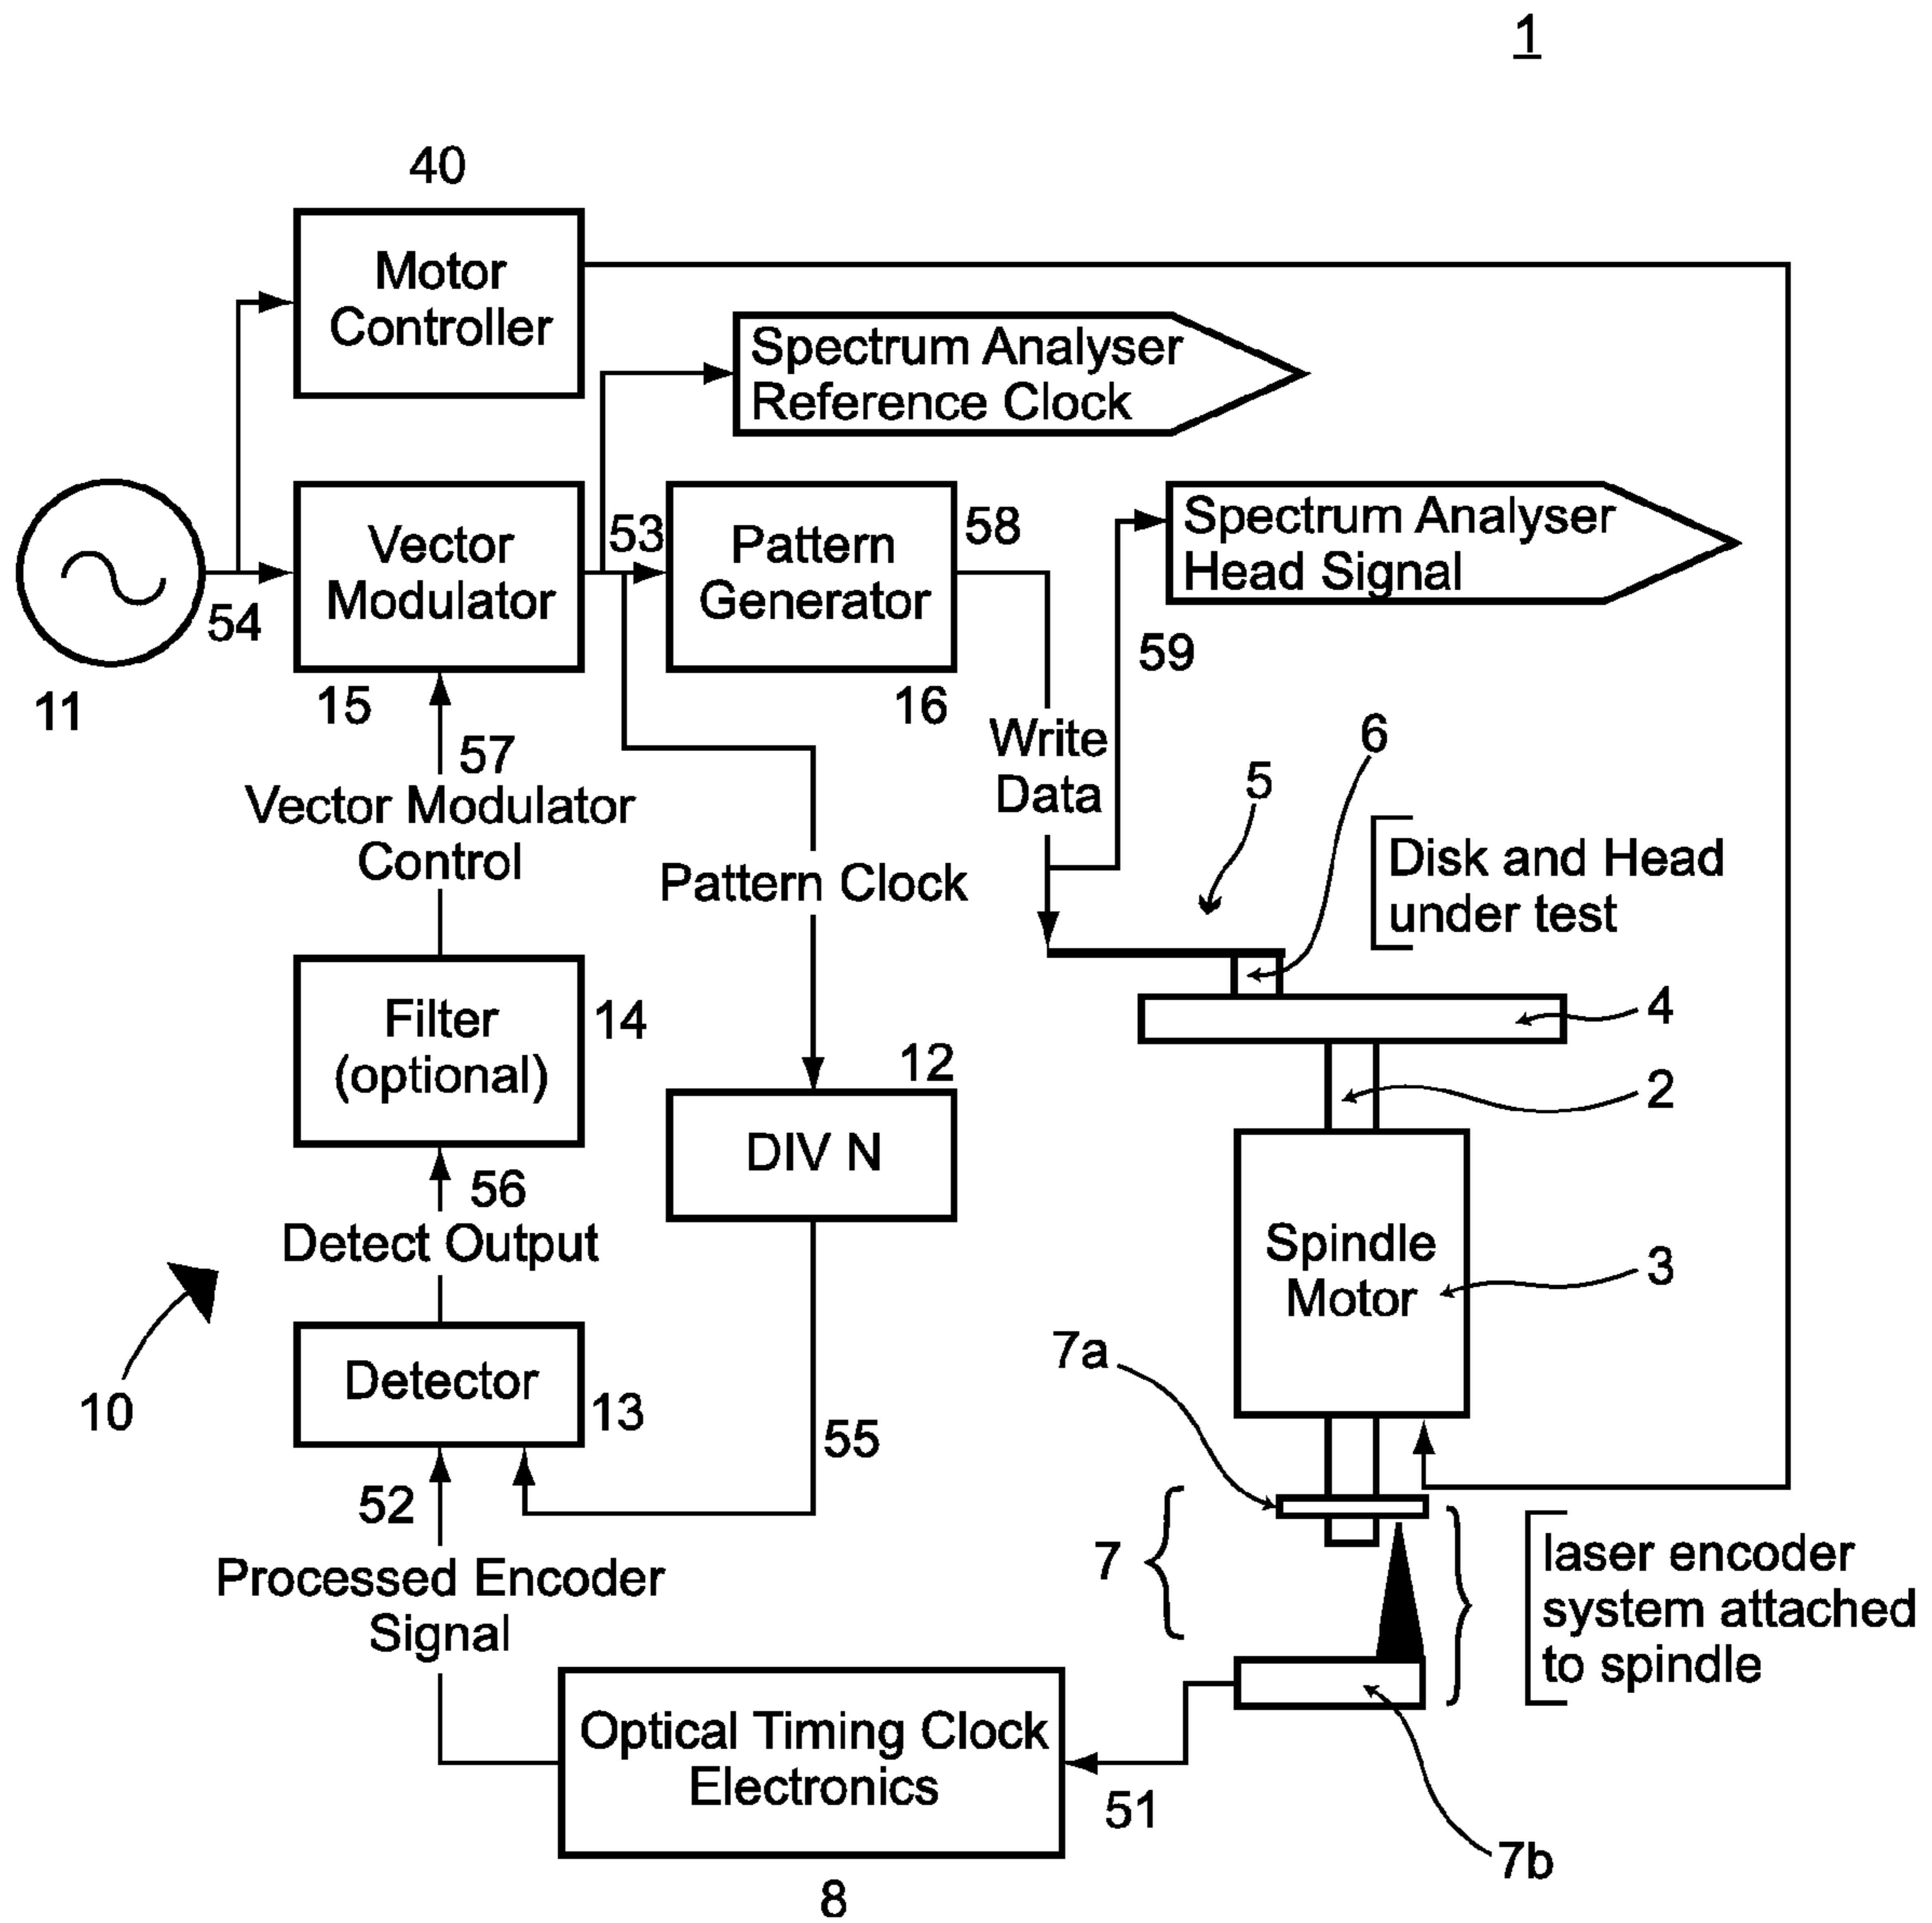 1
40
Motor
Controller
Spectrum Analyser
Reference Clock
Vector
Modulator
53
Pattern
Generator
58
Spectrum Analyser
Head Signal
54
11
15
16
59
57
Vector Modulator
Control
Write
Data
6
5
Pattern Clock
Disk and Head
under test
Filter
(optional)
14
4
12
2
DIV N
56
Detect Output
Spindle
Motor
3
7a
Detector
13
10
55
52
7
laser encoder
system attached
to spindle
Processed Encoder
Signal
Optical Timing Clock
Electronics
51
7b
8